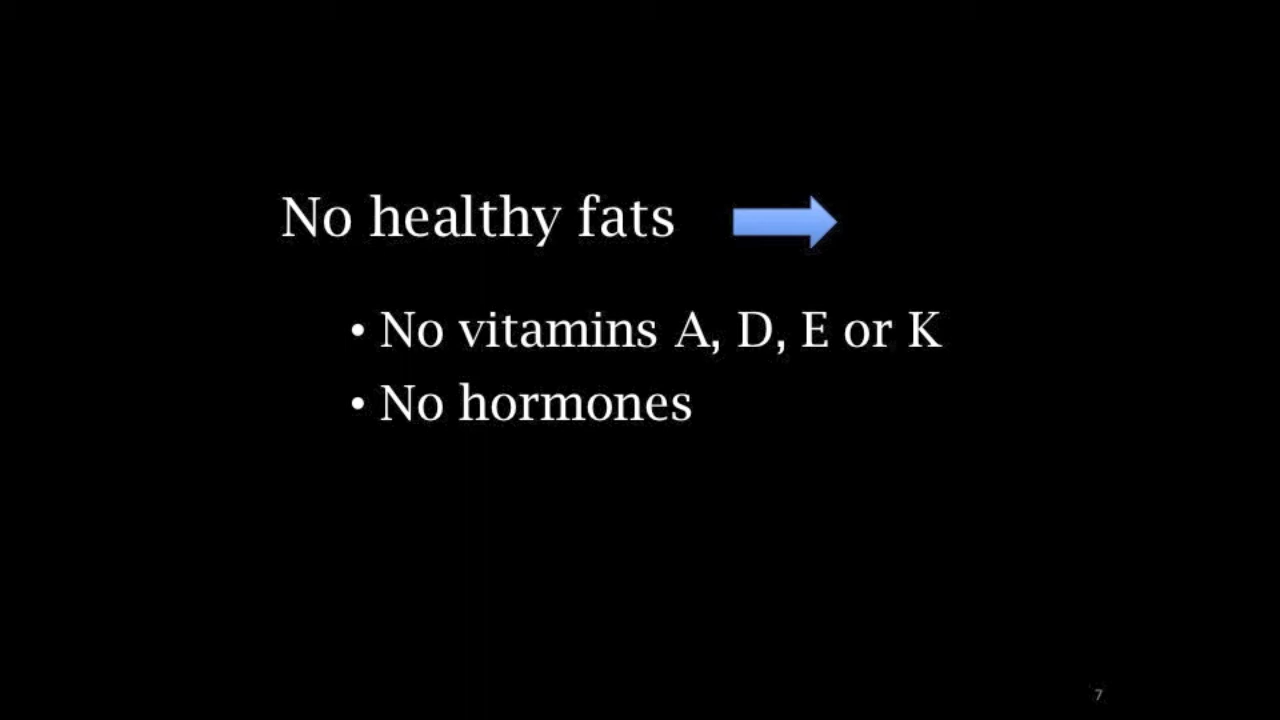 No healthy fats
• No vitamins A, D, E or K
• No hormones
7